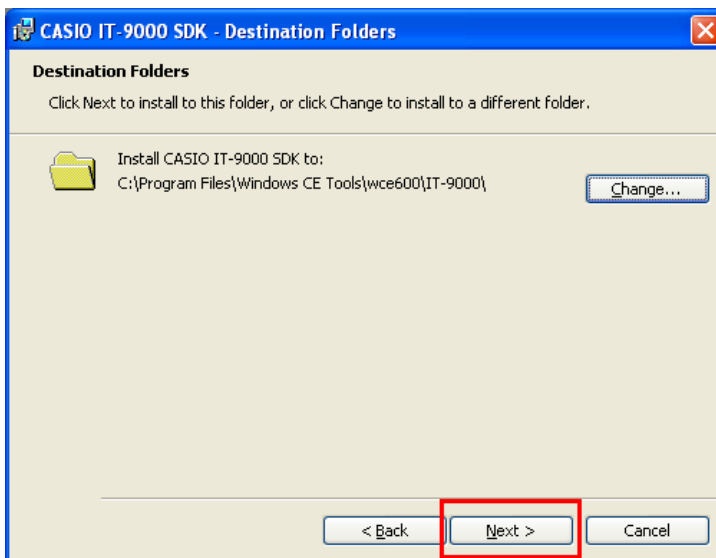 CASIO IT-9000 SDK - Destination Folders
Destination Folders
Click Next to install to this folder, or click Change to install to a different folder.
Install CASIO IT-9000 SDK to:
C:\Program Files\Windows CE Tools\wce600\IT-9000\
Change...
< Back
Next >
Cancel